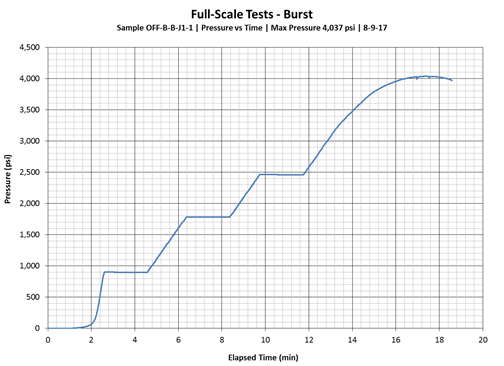 Full-Scale Tests - Burst
Sample OFF-B-B-J1-1 | Pressure vs Time | Max Pressure 4,037 psi | 8-9-17
4,500
4,000
3,500
3,000
2,500
2,000
1,500
1,000
500
0
Pressure (psi)
0 2 4 6 8 10 12 14 16 18 20
Elapsed Time (min)